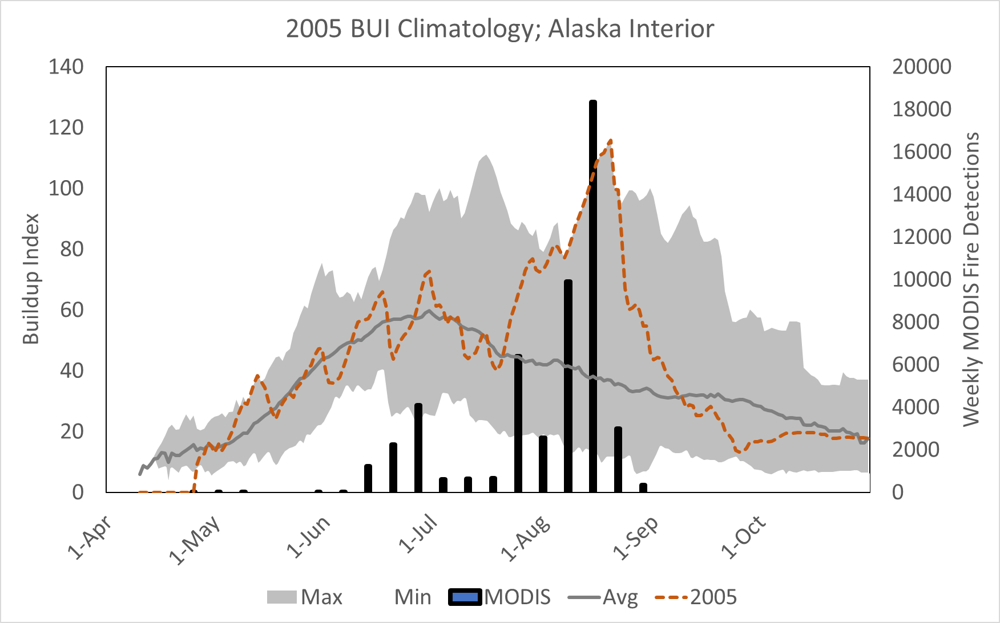 2005 BUI Climatology; Alaska Interior
140
120
100
80
60
40
20
0
Buildup Index
20000
18000
16000
14000
12000
10000
8000
6000
4000
2000
0
Weekly MODIS Fire Detections
1-Apr
1-May
1-Jun
1-Jul
1-Aug
1-Sep
1-Oct
Max Min MODIS Avg 2005